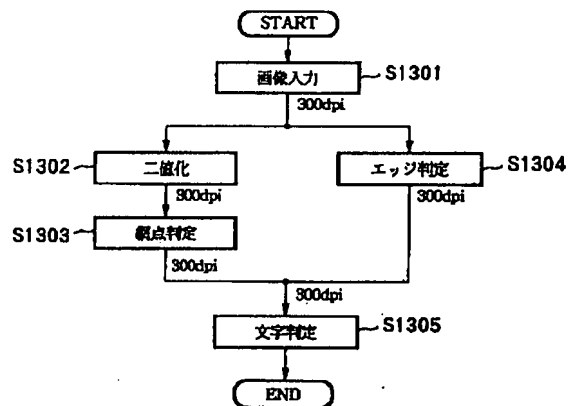 START
画像入力
S1301
300dpi
S1302
二値化
300dpi
エッジ判定
S1304
300dpi
S1303
網点判定
300dpi
300dpi
文字判定
S1305
END